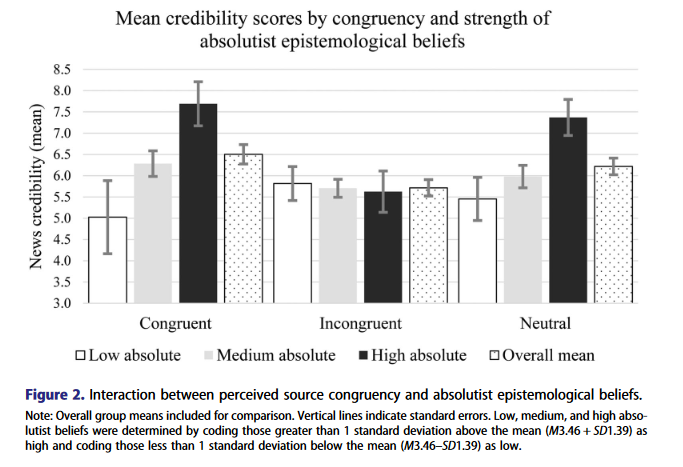 Mean credibility scores by congruency and strength of
absolutist epistemological beliefs
News credibility (mean)
8.5
8.0
7.5
7.0
6.5
6.0
5.5
5.0
4.5
4.0
3.5
3.0
Congruent Incongruent Neutral
Low absolute Medium absolute High absolute Overall mean
Figure 2. Interaction between perceived source congruency and absolutist epistemological beliefs.
Note: Overall group means included for comparison. Vertical lines indicate standard errors. Low, medium, and high abso-
lutist beliefs were determined by coding those greater than 1 standard deviation above the mean (M3.46 + SD1.39) as
high and coding those less than 1 standard deviation below the mean (M3.46–SD1.39) as low.